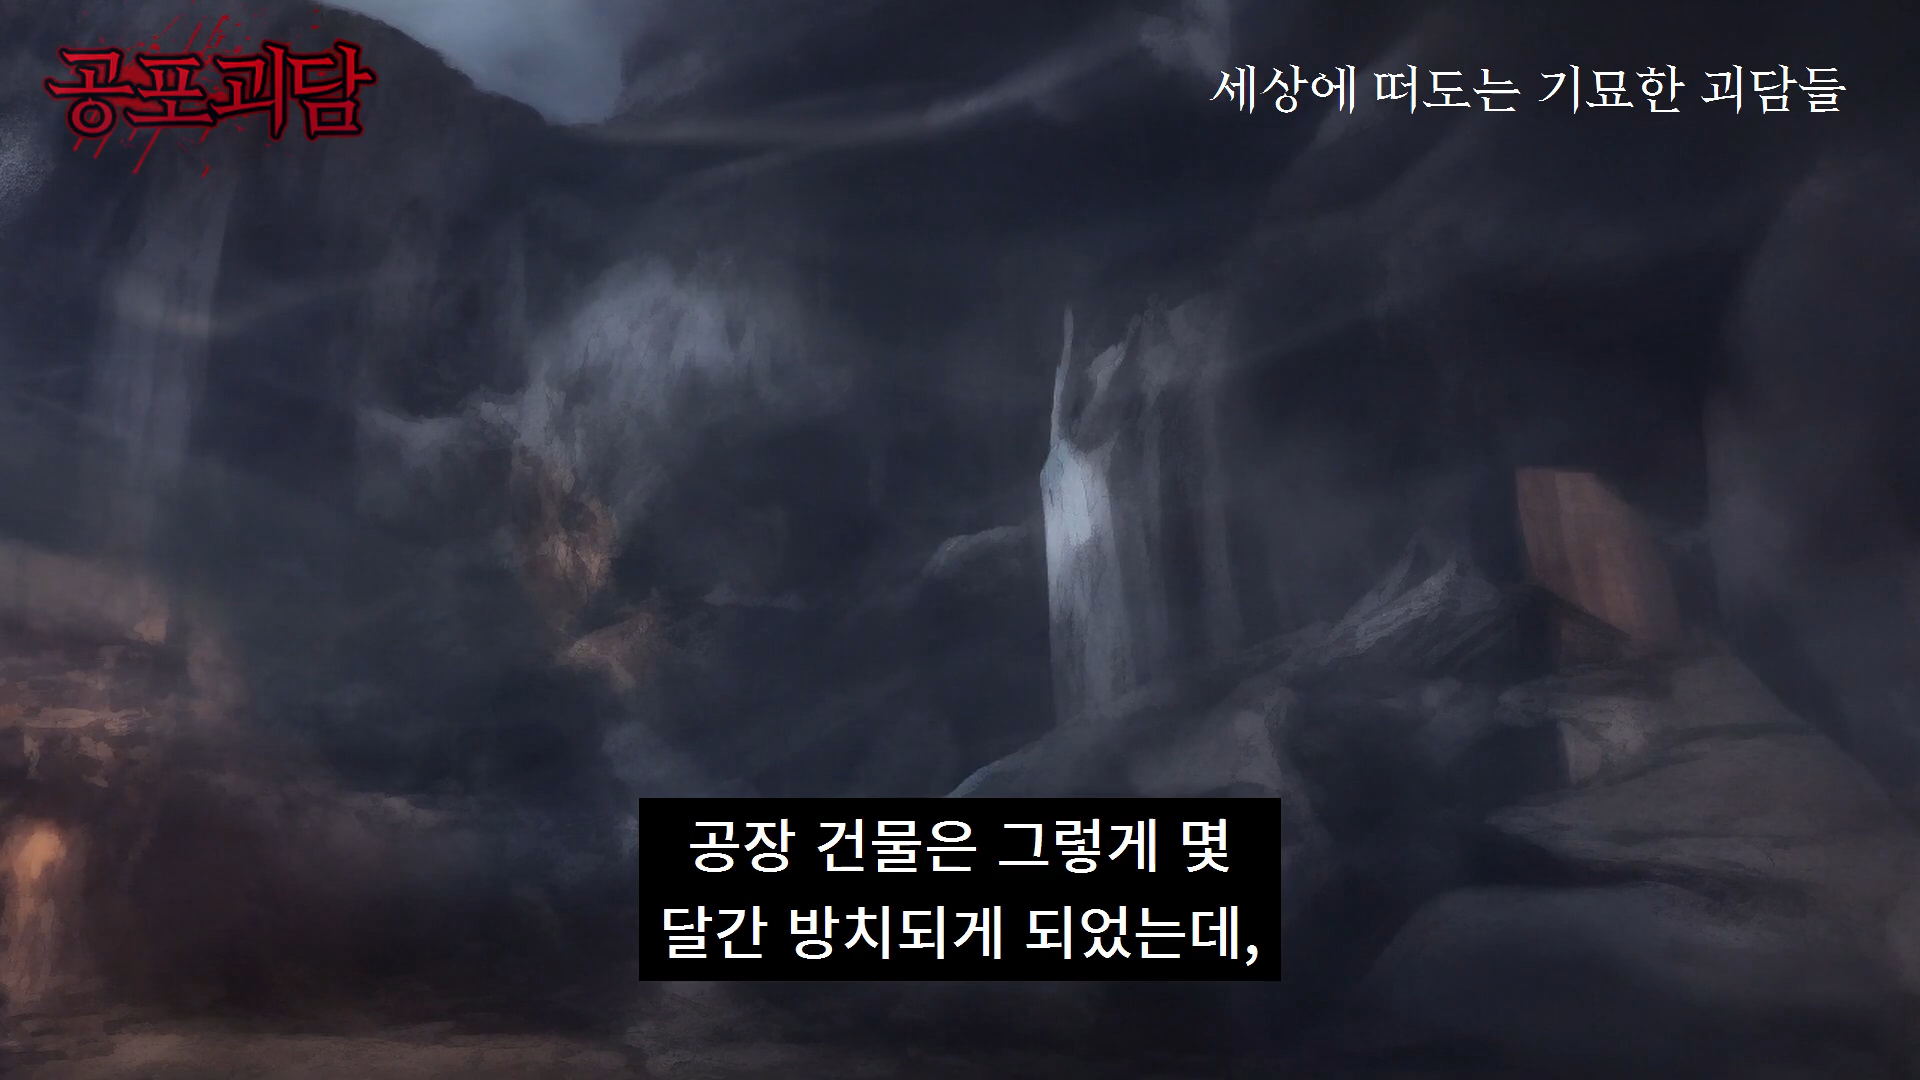 공포괴담
세상에 떠도는 기묘한 괴담들
공장 건물은 그렇게 몇
달간 방치되게 되었는데,